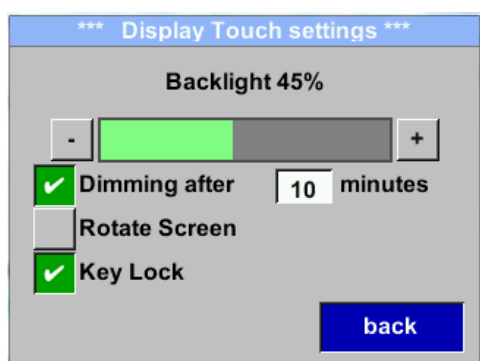 *** Display Touch settings ***
Backlight 45%
- +
Dimming after 10 minutes
Rotate Screen
Key Lock
back